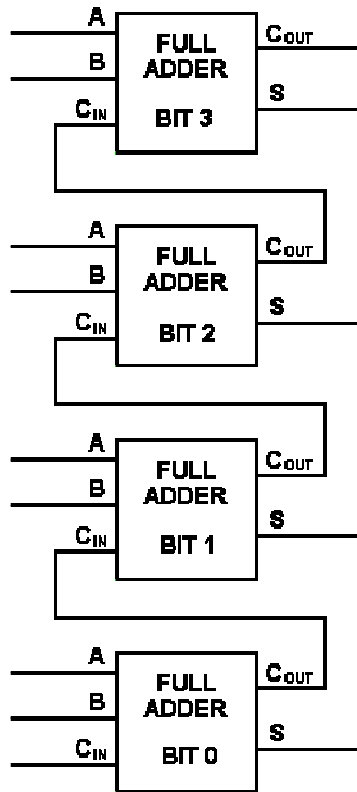 A
B
CIN
FULL
ADDER
BIT 3
COUT
S
A
B
CIN
FULL
ADDER
BIT 2
COUT
S
A
B
CIN
FULL
ADDER
BIT 1
COUT
S
A
B
CIN
FULL
ADDER
BIT 0
COUT
S